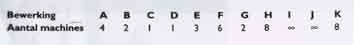 Bewerking A B C D E F G H I J K
Aantal machines 4 2 1 1 3 6 2 8 ∞ ∞ 8